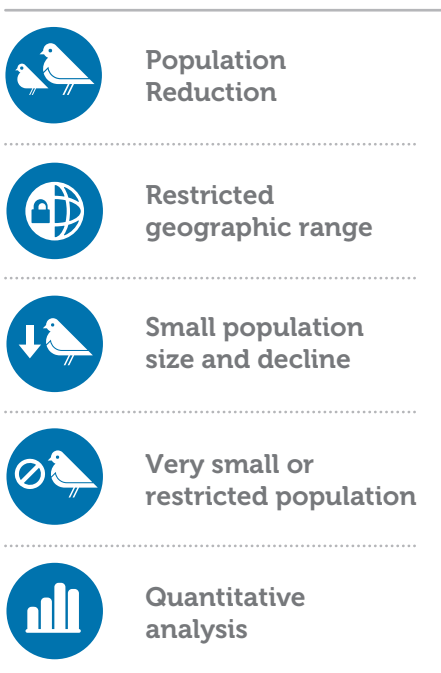 Population
Reduction
Restricted
geographic range
Small population
size and decline
Very small or
restricted population
Quantitative
analysis